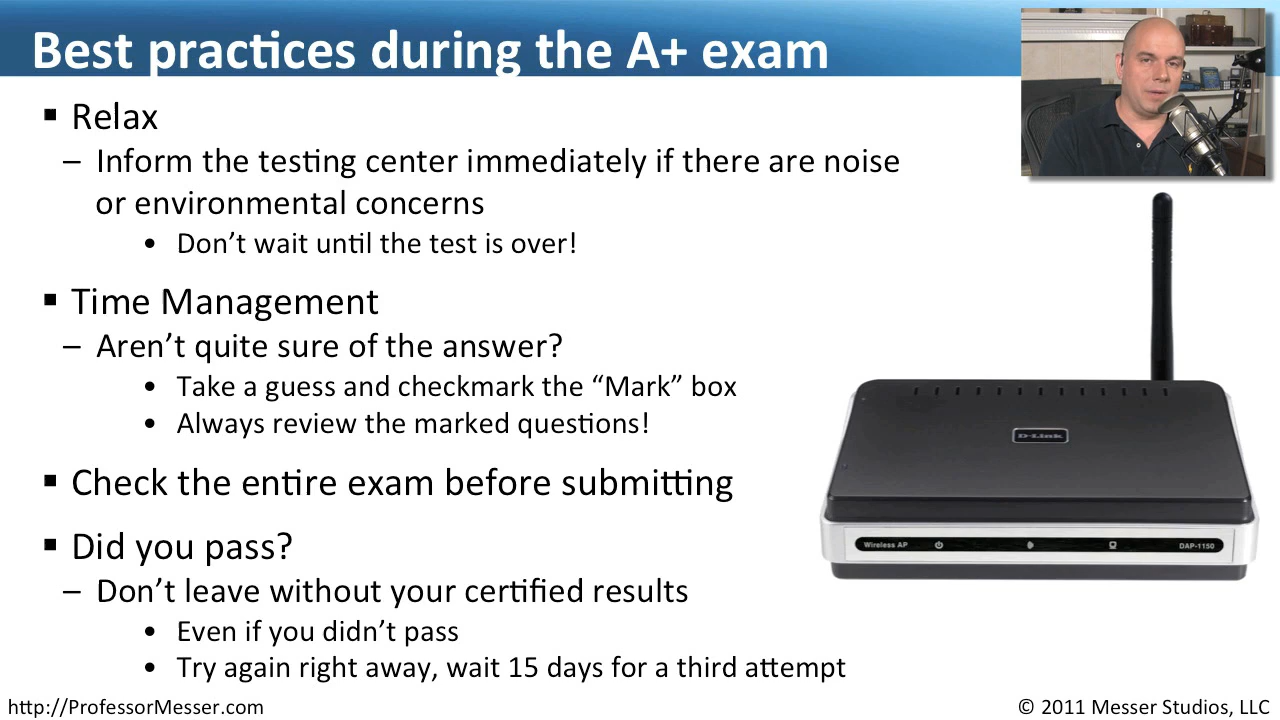 Best practices during the A+ exam
▪ Relax
– Inform the testing center immediately if there are noise
or environmental concerns
• Don’t wait until the test is over!
▪ Time Management
– Aren’t quite sure of the answer?
• Take a guess and checkmark the “Mark” box
• Always review the marked questions!
D-Link
▪ Check the entire exam before submitting
▪ Did you pass?
Wireless AP
DAP-1150
– Don’t leave without your certified results
• Even if you didn’t pass
• Try again right away, wait 15 days for a third attempt
http://ProfessorMesser.com
© 2011 Messer Studios, LLC